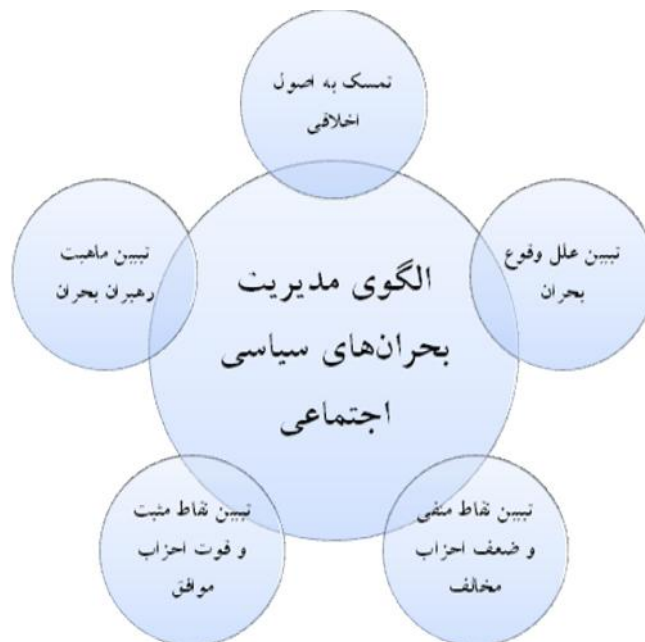 تمسک به اصول
اخلاقی
تبیین علل وقوع
بحران
تبیین ماهیت
رهبران بحران
الگوی مدیریت
بحران‌های سیاسی
اجتماعی
تبیین نقاط منفی
و ضعف احزاب
مخالف
تبیین نقاط مثبت
و قوت احزاب
موافق